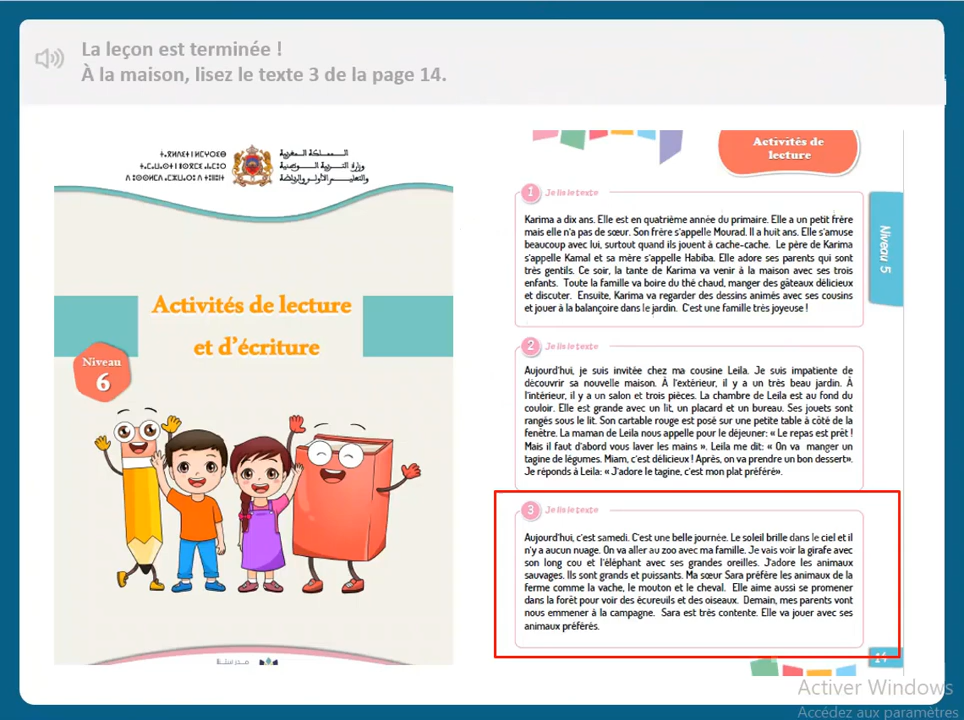 La leçon est terminée !
À la maison, lisez le texte 3 de la page 14.
المملكة المغربية
وزارة التربية الوطنية
والتعليم الأولي والرياضة
Activités de lecture
et d'écriture
Niveau
6
Activités de
lecture
Niveau 5
1 Je lis le texte
Karima a dix ans. Elle est en quatrième année du primaire. Elle a un petit frère
mais elle n'a pas de sœur. Son frère s'appelle Mourad. Il a huit ans. Elle s'amuse
beaucoup avec lui, surtout quand ils jouent à cache-cache. Le père de Karima
s'appelle Kamal et sa mère s'appelle Habiba. Elle adore ses parents qui sont
très gentils. Ce soir, la tante de Karima va venir à la maison avec ses trois
enfants. Toute la famille va boire du thé chaud, manger des gâteaux délicieux
et discuter. Ensuite, Karima va regarder des dessins animés avec ses cousins
et jouer à la balançoire dans le jardin. C'est une famille très joyeuse !
2 Je lis le texte
Aujourd'hui, je suis invitée chez ma cousine Leila. Je suis impatiente de
découvrir sa nouvelle maison. À l'extérieur, il y a un très beau jardin. À
l'intérieur, il y a un salon et trois pièces. La chambre de Leila est au fond du
couloir. Elle est grande avec un lit, un placard et un bureau. Ses jouets sont
rangés sous le lit. Son cartable rouge est posé sur une petite table à côté de la
fenêtre. La maman de Leila nous appelle pour le déjeuner: « Le repas est prêt !
Mais il faut d'abord vous laver les mains ». Leila me dit: « On va manger un
tagine de légumes. Miam, c'est délicieux ! Après, on va prendre un bon dessert».
Je réponds à Leila: « J'adore le tagine, c'est mon plat préféré».
3 Je lis le texte
Aujourd'hui, c'est samedi. C'est une belle journée. Le soleil brille dans le ciel et il
n'y a aucun nuage. On va aller au zoo avec ma famille. Je vais voir la girafe avec
son long cou et l'éléphant avec ses grandes oreilles. J'adore les animaux
sauvages. Ils sont grands et puissants. Ma sœur Sara préfère les animaux de la
ferme comme la vache, le mouton et le cheval. Elle aime aussi se promener
dans la forêt pour voir des écureuils et des oiseaux. Demain, mes parents vont
nous emmener à la campagne. Sara est très contente. Elle va jouer avec ses
animaux préférés.
Activer Windows
Accédez aux paramètres